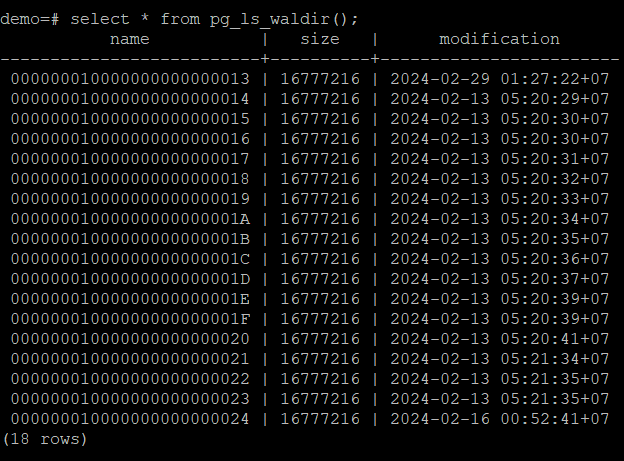 demo=# select * from pg_ls_waldir();
           name           |   size   |      modification
--------------------------+----------+------------------------
 000000010000000000000013 | 16777216 | 2024-02-29 01:27:22+07
 000000010000000000000014 | 16777216 | 2024-02-13 05:20:29+07
 000000010000000000000015 | 16777216 | 2024-02-13 05:20:30+07
 000000010000000000000016 | 16777216 | 2024-02-13 05:20:30+07
 000000010000000000000017 | 16777216 | 2024-02-13 05:20:31+07
 000000010000000000000018 | 16777216 | 2024-02-13 05:20:32+07
 000000010000000000000019 | 16777216 | 2024-02-13 05:20:33+07
 00000001000000000000001A | 16777216 | 2024-02-13 05:20:34+07
 00000001000000000000001B | 16777216 | 2024-02-13 05:20:35+07
 00000001000000000000001C | 16777216 | 2024-02-13 05:20:36+07
 00000001000000000000001D | 16777216 | 2024-02-13 05:20:37+07
 00000001000000000000001E | 16777216 | 2024-02-13 05:20:39+07
 00000001000000000000001F | 16777216 | 2024-02-13 05:20:39+07
 000000010000000000000020 | 16777216 | 2024-02-13 05:20:41+07
 000000010000000000000021 | 16777216 | 2024-02-13 05:21:34+07
 000000010000000000000022 | 16777216 | 2024-02-13 05:21:35+07
 000000010000000000000023 | 16777216 | 2024-02-13 05:21:35+07
 000000010000000000000024 | 16777216 | 2024-02-16 00:52:41+07
(18 rows)